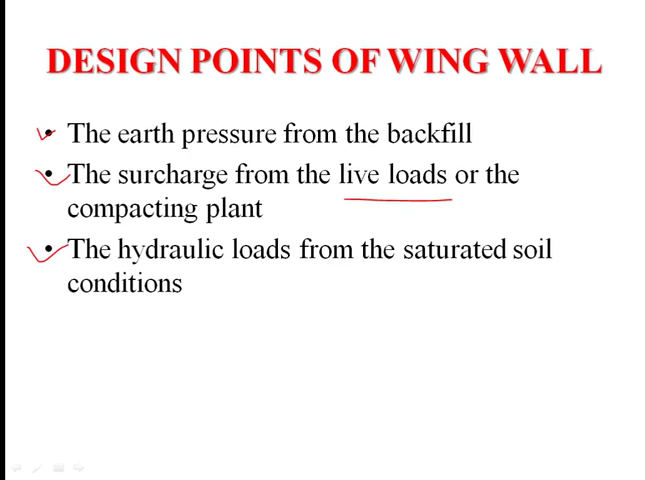 DESIGN POINTS OF WING WALL
• The earth pressure from the backfill
• The surcharge from the live loads or the
compacting plant
• The hydraulic loads from the saturated soil
conditions